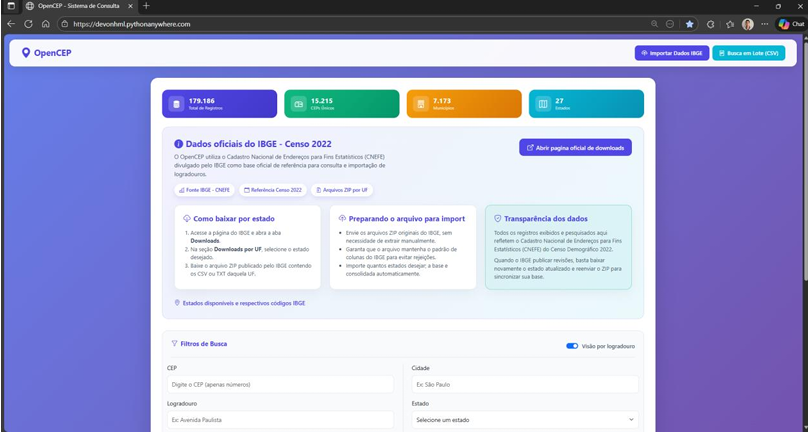 OpenCEP - Sistema de Consulta
https://devonhml.pythonanywhere.com
Chat
OpenCEP
Importar Dados IBGE
Busca em Lote (CSV)
179.186
Total de Registros
15.215
CEPs Únicos
7.173
Municípios
27
Estados
Dados oficiais do IBGE - Censo 2022
O OpenCEP utiliza o Cadastro Nacional de Endereços para Fins Estatísticos (CNEFE)
divulgado pelo IBGE como base oficial de referência para consulta e importação de
logradouros.
Abrir pagina oficial de downloads
Fonte IBGE - CNEFE
Referência Censo 2022
Arquivos ZIP por UF
Como baixar por estado
1. Acesse a página do IBGE e abra a aba
Downloads.
2. Na seção Downloads por UF, selecione o estado
desejado.
3. Baixe o arquivo ZIP publicado pelo IBGE contendo
os CSV ou TXT daquela UF.
Preparando o arquivo para import
Envie os arquivos ZIP originais do IBGE, sem
necessidade de extrair manualmente.
Garanta que o arquivo mantenha o padrão de
colunas do IBGE para evitar rejeições.
Importe quantos estados desejar; a base e
consolidada automaticamente.
Transparência dos dados
Todos os registros exibidos e pesquisados aqui
refletem o Cadastro Nacional de Endereços para Fins
Estatísticos (CNEFE) do Censo Demográfico 2022.
Quando o IBGE publicar revisões, basta baixar
novamente o estado atualizado e reenviar o ZIP para
sincronizar sua base.
Estados disponíveis e respectivos códigos IBGE
Filtros de Busca
Visão por logradouro
CEP
Digite o CEP (apenas números)
Cidade
Ex: São Paulo
Logradouro
Ex: Avenida Paulista
Estado
Selecione um estado